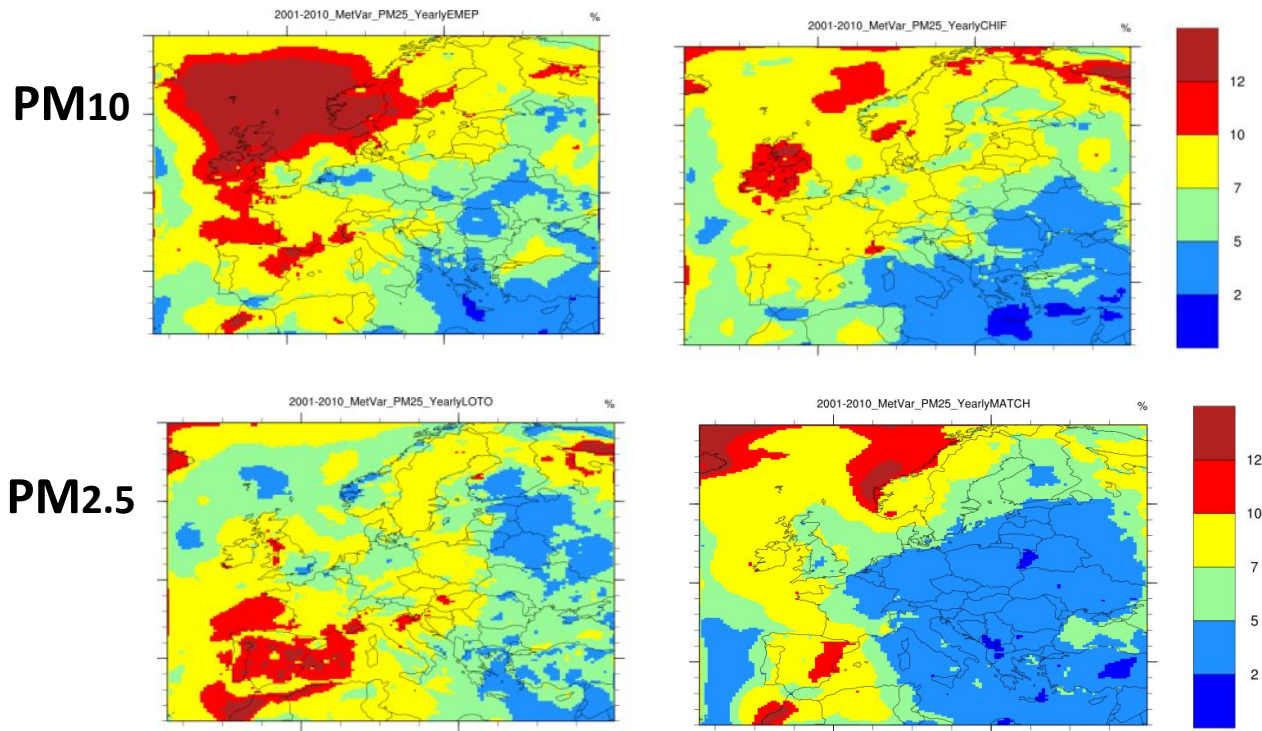 2001-2010_MetVar_PM25_YearlyEMEP %
2001-2010_MetVar_PM25_YearlyCHIF %
PM10
12
10
7
5
2
2001-2010_MetVar_PM25_YearlyLOTO %
2001-2010_MetVar_PM25_YearlyMATCH %
PM2.5
12
10
7
5
2